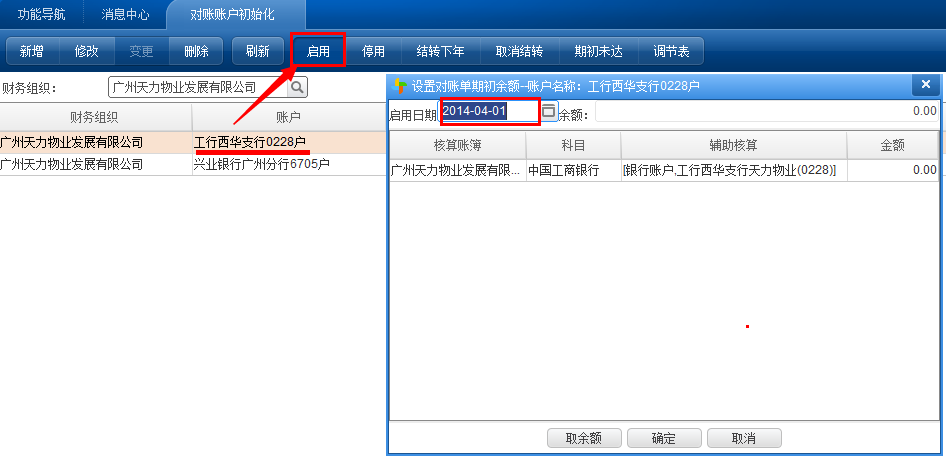 功能导航 消息中心 对账账户初始化
新增 修改 变更 删除 刷新 启用 停用 结转下年 取消结转 期初未达 调节表
财务组织: 广州天力物业发展有限公司
财务组织 账户
广州天力物业发展有限公司 工行西华支行0228户
广州天力物业发展有限公司 兴业银行广州分行6705户
设置对账单期初余额--账户名称: 工行西华支行0228户
启用日期 2014-04-01 余额: 0.00
核算账簿 科目 辅助核算 金额
广州天力物业发展有限... 中国工商银行 [银行账户,工行西华支行天力物业(0228)] 0.00
取余额 确定 取消